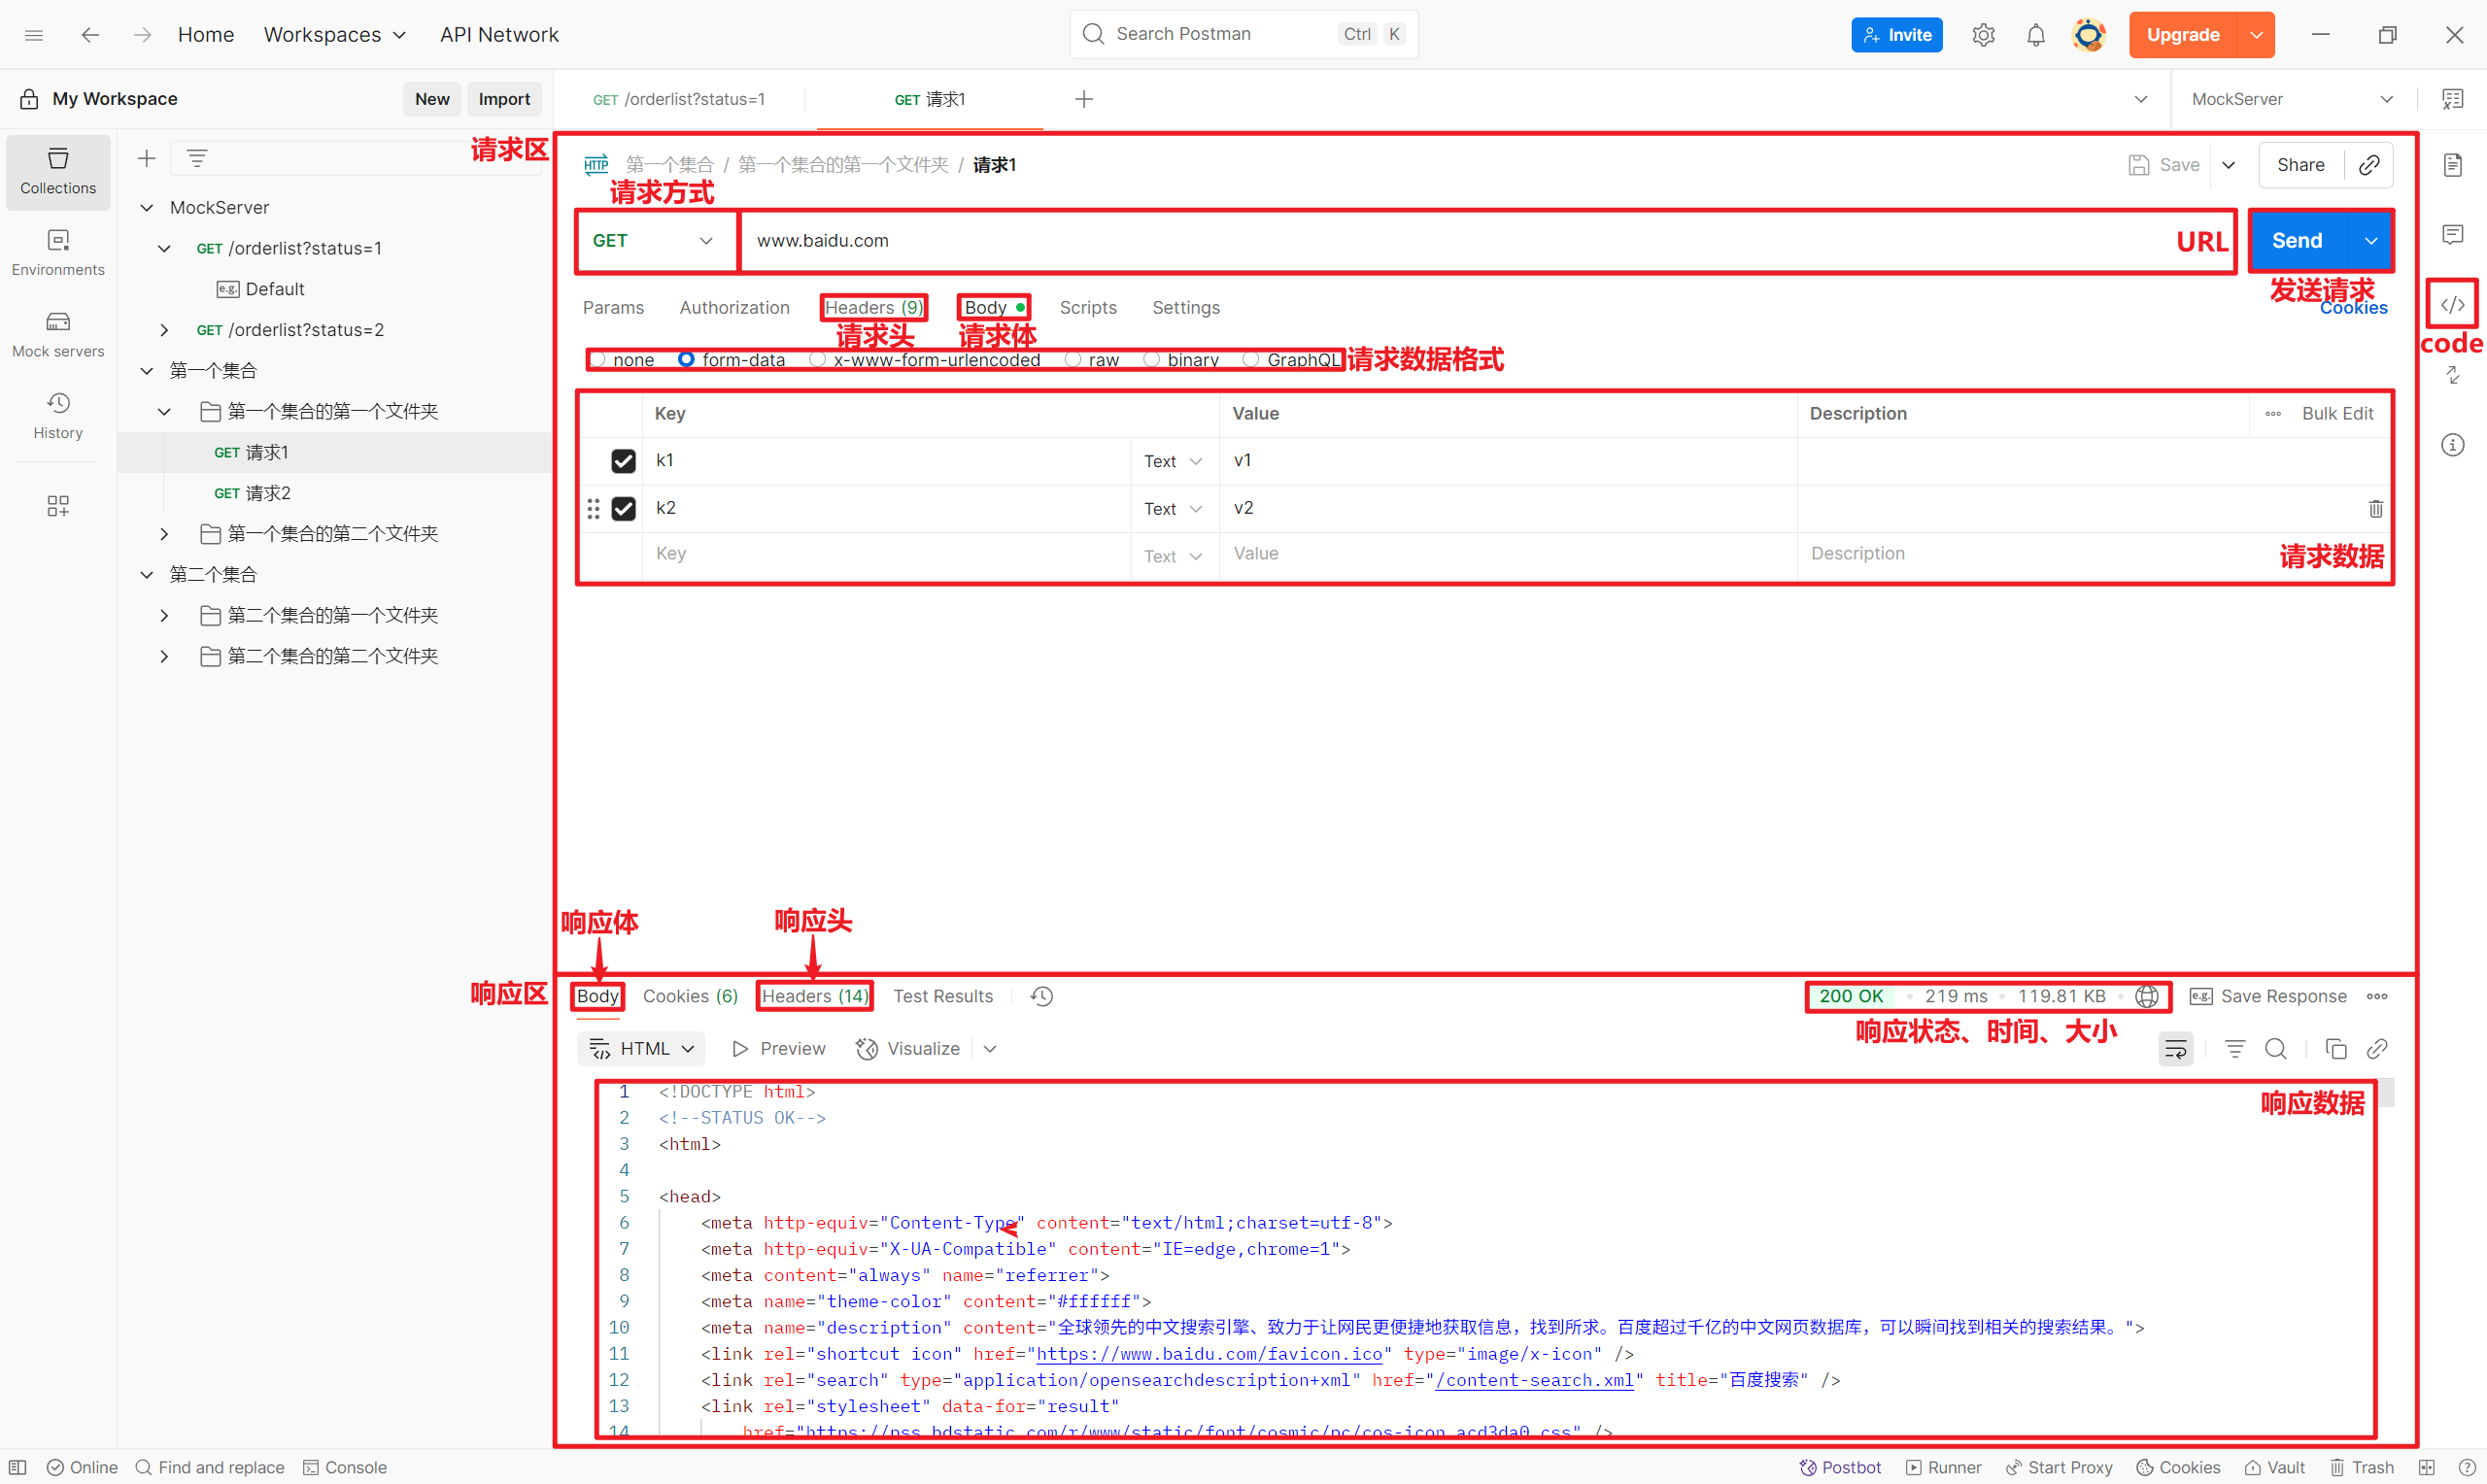 Home Workspaces API Network Search Postman Ctrl K Invite Upgrade
My Workspace New Import GET /orderlist?status=1 GET 请求1 MockServer
Collections
Environments
Mock servers
History
MockServer
GET /orderlist?status=1
e.g. Default
GET /orderlist?status=2
第一个集合
第一个集合的第一个文件夹
GET 请求1
GET 请求2
第一个集合的第二个文件夹
第二个集合
第二个集合的第一个文件夹
第二个集合的第二个文件夹
请求区
HTTP 第一个集合 / 第一个集合的第一个文件夹 / 请求1 Save Share
请求方式
GET www.baidu.com URL Send
发送请求
Params Authorization Headers (9) Body Scripts Settings Cookies
请求头 请求体
code
none form-data x-www-form-urlencoded raw binary GraphQL 请求数据格式
Key Value Description Bulk Edit
k1 Text v1
k2 Text v2
Key Text Value Description
请求数据
响应体 响应头
响应区
Body Cookies (6) Headers (14) Test Results 200 OK 219 ms 119.81 KB e.g. Save Response
响应状态、时间、大小
HTML Preview Visualize
响应数据
1 <!DOCTYPE html>
2 <!--STATUS OK-->
3 <html>
4
5 <head>
6 <meta http-equiv="Content-Type" content="text/html;charset=utf-8">
7 <meta http-equiv="X-UA-Compatible" content="IE=edge,chrome=1">
8 <meta content="always" name="referrer">
9 <meta name="theme-color" content="#ffffff">
10 <meta name="description" content="全球领先的中文搜索引擎、致力于让网民更便捷地获取信息，找到所求。百度超过千亿的中文网页数据库，可以瞬间找到相关的搜索结果。">
11 <link rel="shortcut icon" href="https://www.baidu.com/favicon.ico" type="image/x-icon" />
12 <link rel="search" type="application/opensearchdescription+xml" href="/content-search.xml" title="百度搜索" />
13 <link rel="stylesheet" data-for="result"
14 href="https://pss.bdstatic.com/r/www/static/font/cosmic/pc/cos-icon_acd3da0.css" />
Online Find and replace Console Postbot Runner Start Proxy Cookies Vault Trash